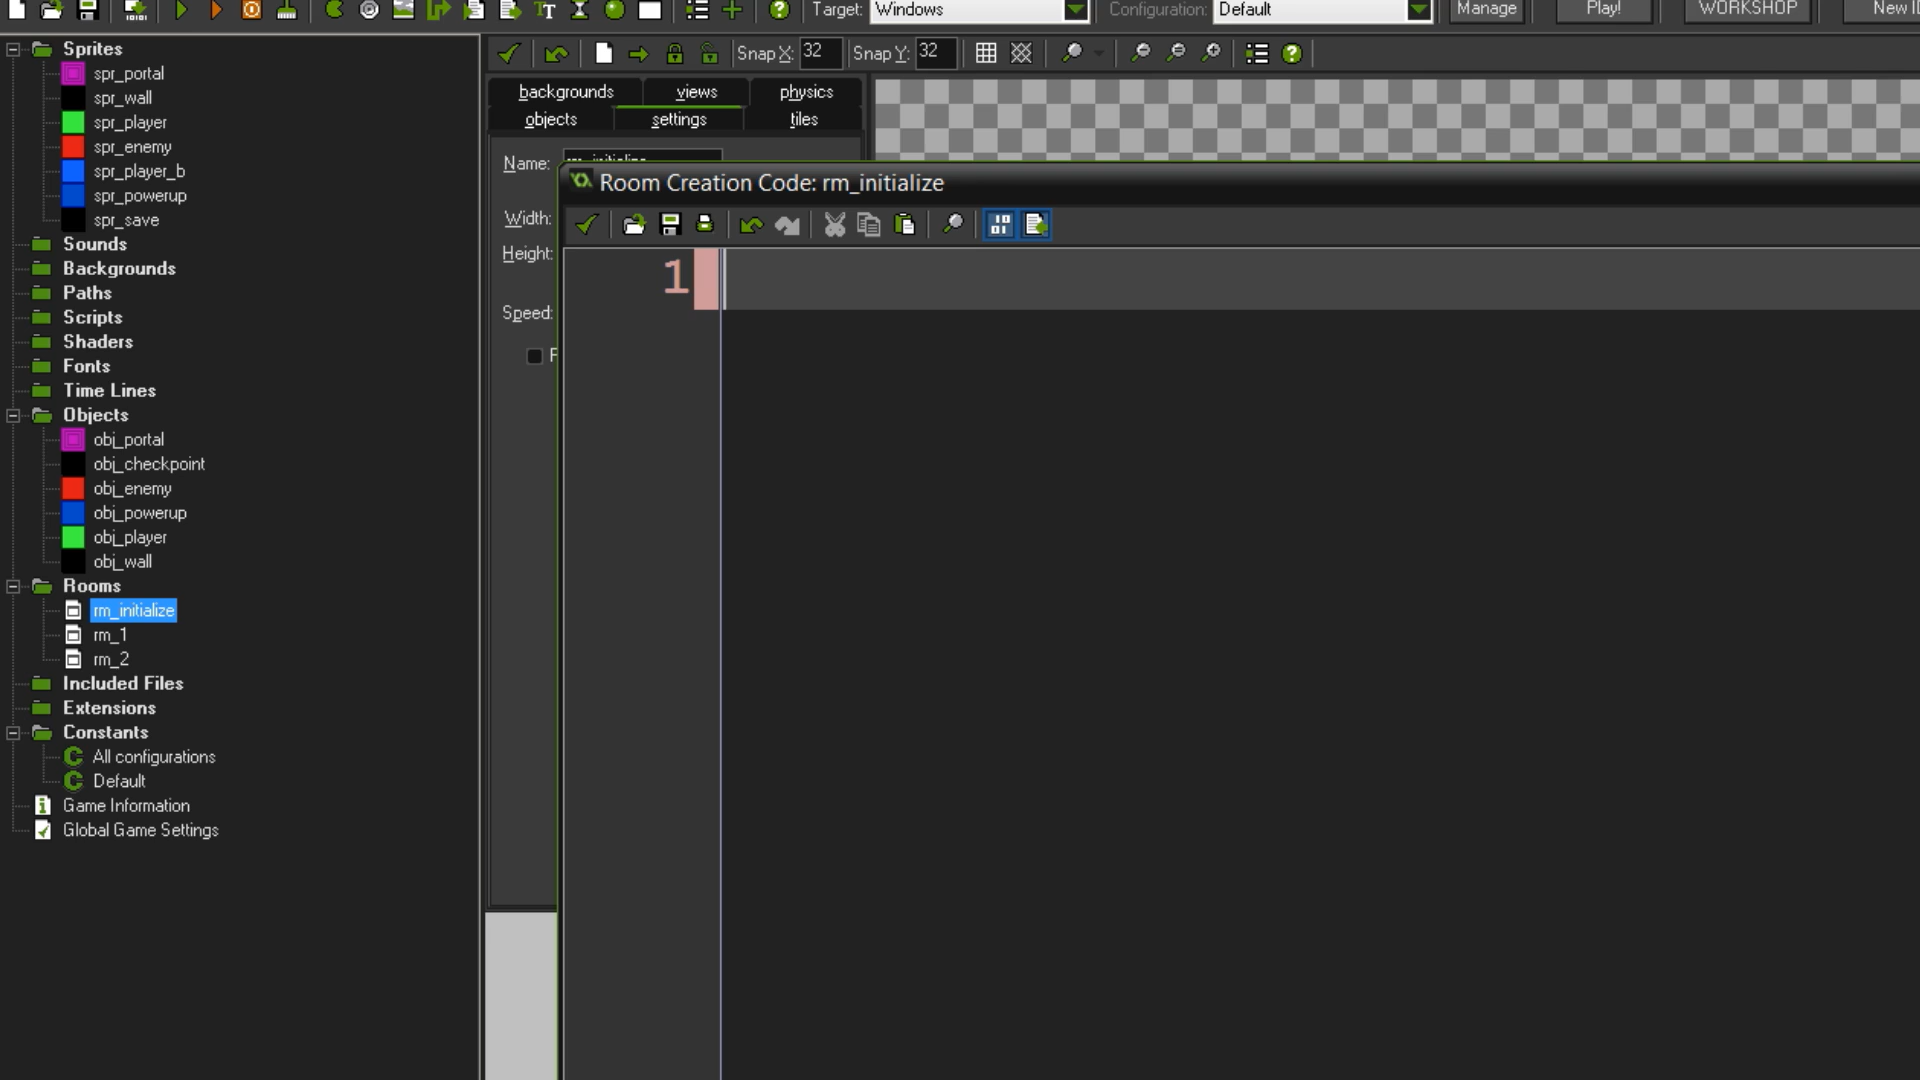 Target: Windows Configuration: Default Manage Play! WORKSHOP New
Sprites
spr_portal
spr_wall
spr_player
spr_enemy
spr_player_b
spr_powerup
spr_save
Sounds
Backgrounds
Paths
Scripts
Shaders
Fonts
Time Lines
Objects
obj_portal
obj_checkpoint
obj_enemy
obj_powerup
obj_player
obj_wall
Rooms
rm_initialize
rm_1
rm_2
Included Files
Extensions
Constants
All configurations
Default
Game Information
Global Game Settings
Snap X: 32 Snap Y: 32
backgrounds views physics
objects settings tiles
Name: rm_initialize
Width:
Height:
Speed:
Room Creation Code: rm_initialize
1